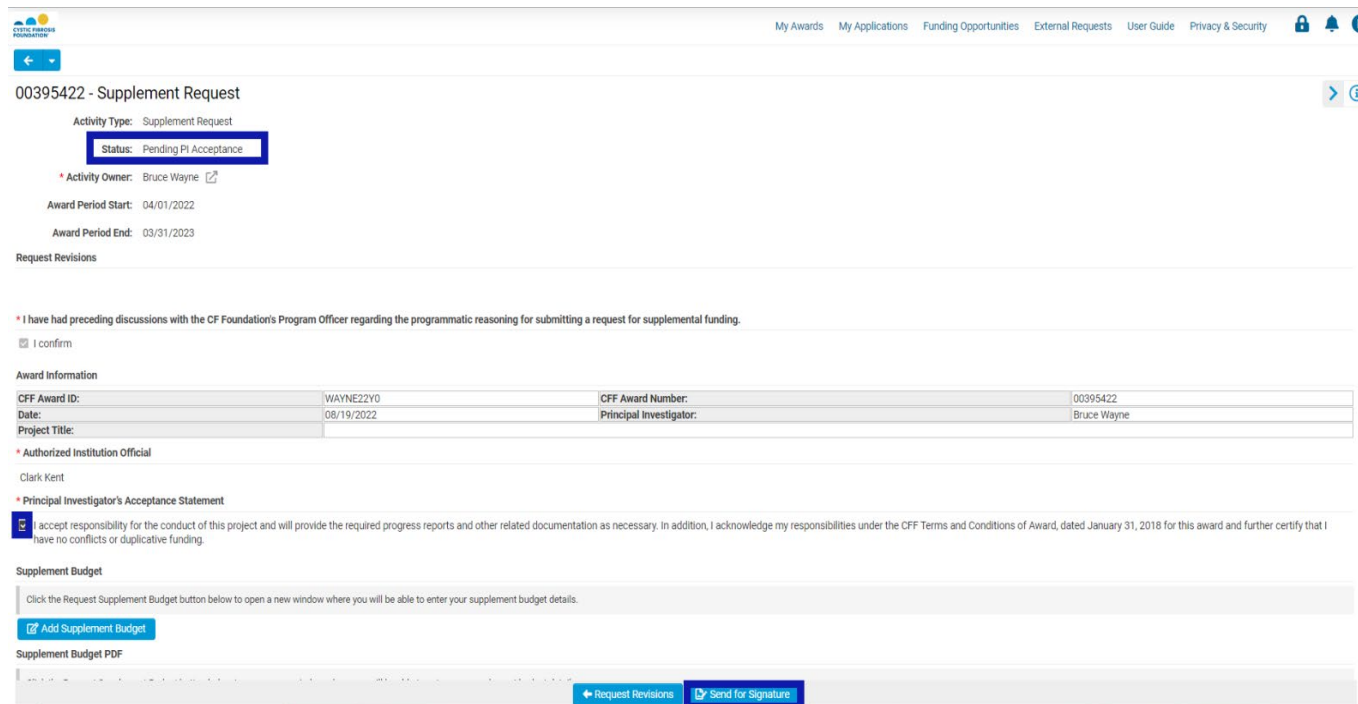 CYSTIC FIBROSIS
FOUNDATION
My Awards My Applications Funding Opportunities External Requests User Guide Privacy & Security
00395422 - Supplement Request
Activity Type: Supplement Request
Status: Pending PI Acceptance
* Activity Owner: Bruce Wayne
Award Period Start: 04/01/2022
Award Period End: 03/31/2023
Request Revisions
* I have had preceding discussions with the CF Foundation's Program Officer regarding the programmatic reasoning for submitting a request for supplemental funding.
I confirm
Award Information
CFF Award ID: WAYNE22Y0 CFF Award Number: 00395422
Date: 08/19/2022 Principal Investigator: Bruce Wayne
Project Title:
* Authorized Institution Official
Clark Kent
* Principal Investigator's Acceptance Statement
I accept responsibility for the conduct of this project and will provide the required progress reports and other related documentation as necessary. In addition, I acknowledge my responsibilities under the CFF Terms and Conditions of Award, dated January 31, 2018 for this award and further certify that I
have no conflicts or duplicative funding.
Supplement Budget
Click the Request Supplement Budget button below to open a new window where you will be able to enter your supplement budget details.
Add Supplement Budget
Supplement Budget PDF
Request Revisions Send for Signature